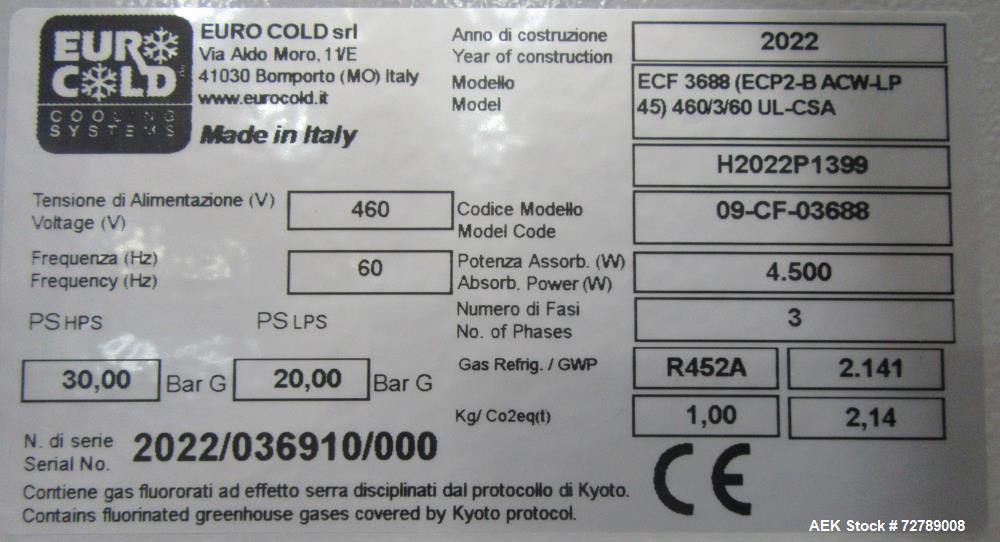 EURO COLD
COOLING
SYSTEMS
EURO COLD srl
Via Aldo Moro, 11/E
41030 Bomporto (MO) Italy
www.eurocold.it
Made in Italy
Anno di costruzione
Year of construction
2022
Modello
Model
ECF 3688 (ECP2-B ACW-LP
45) 460/3/60 UL-CSA
H2022P1399
Tensione di Alimentazione (V)
Voltage (V)
460
Codice Modello
Model Code
09-CF-03688
Frequenza (Hz)
Frequency (Hz)
60
Potenza Assorb. (W)
Absorb. Power (W)
4.500
Numero di Fasi
No. of Phases
3
PS HPS
PS LPS
30,00 Bar G 20,00 Bar G
Gas Refrig. / GWP
R452A 2.141
Kg/ Co2eq(t)
1,00 2,14
N. di serie
Serial No.
2022/036910/000
Contiene gas fluororati ad effetto serra disciplinati dal protocollo di Kyoto.
Contains fluorinated greenhouse gases covered by Kyoto protocol.
CE
AEK Stock # 72789008